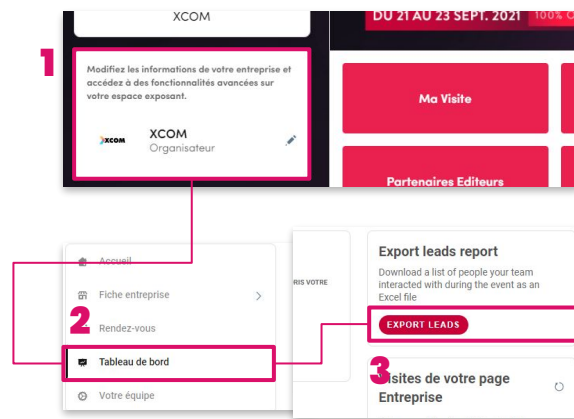 XCOM
DU 21 AU 23 SEPT. 2021 100%
1
Modifiez les informations de votre entreprise et
accédez à des fonctionnalités avancées sur
votre espace exposant.
XCOM
XCOM
Organisateur
Ma Visite
Partenaires Editeurs
Accueil
Fiche entreprise
2
Rendez-vous
Tableau de bord
Votre équipe
RIS VOTRE
Export leads report
Download a list of people your team
interacted with during the event as an
Excel file
EXPORT LEADS
3
Visites de votre page
Entreprise